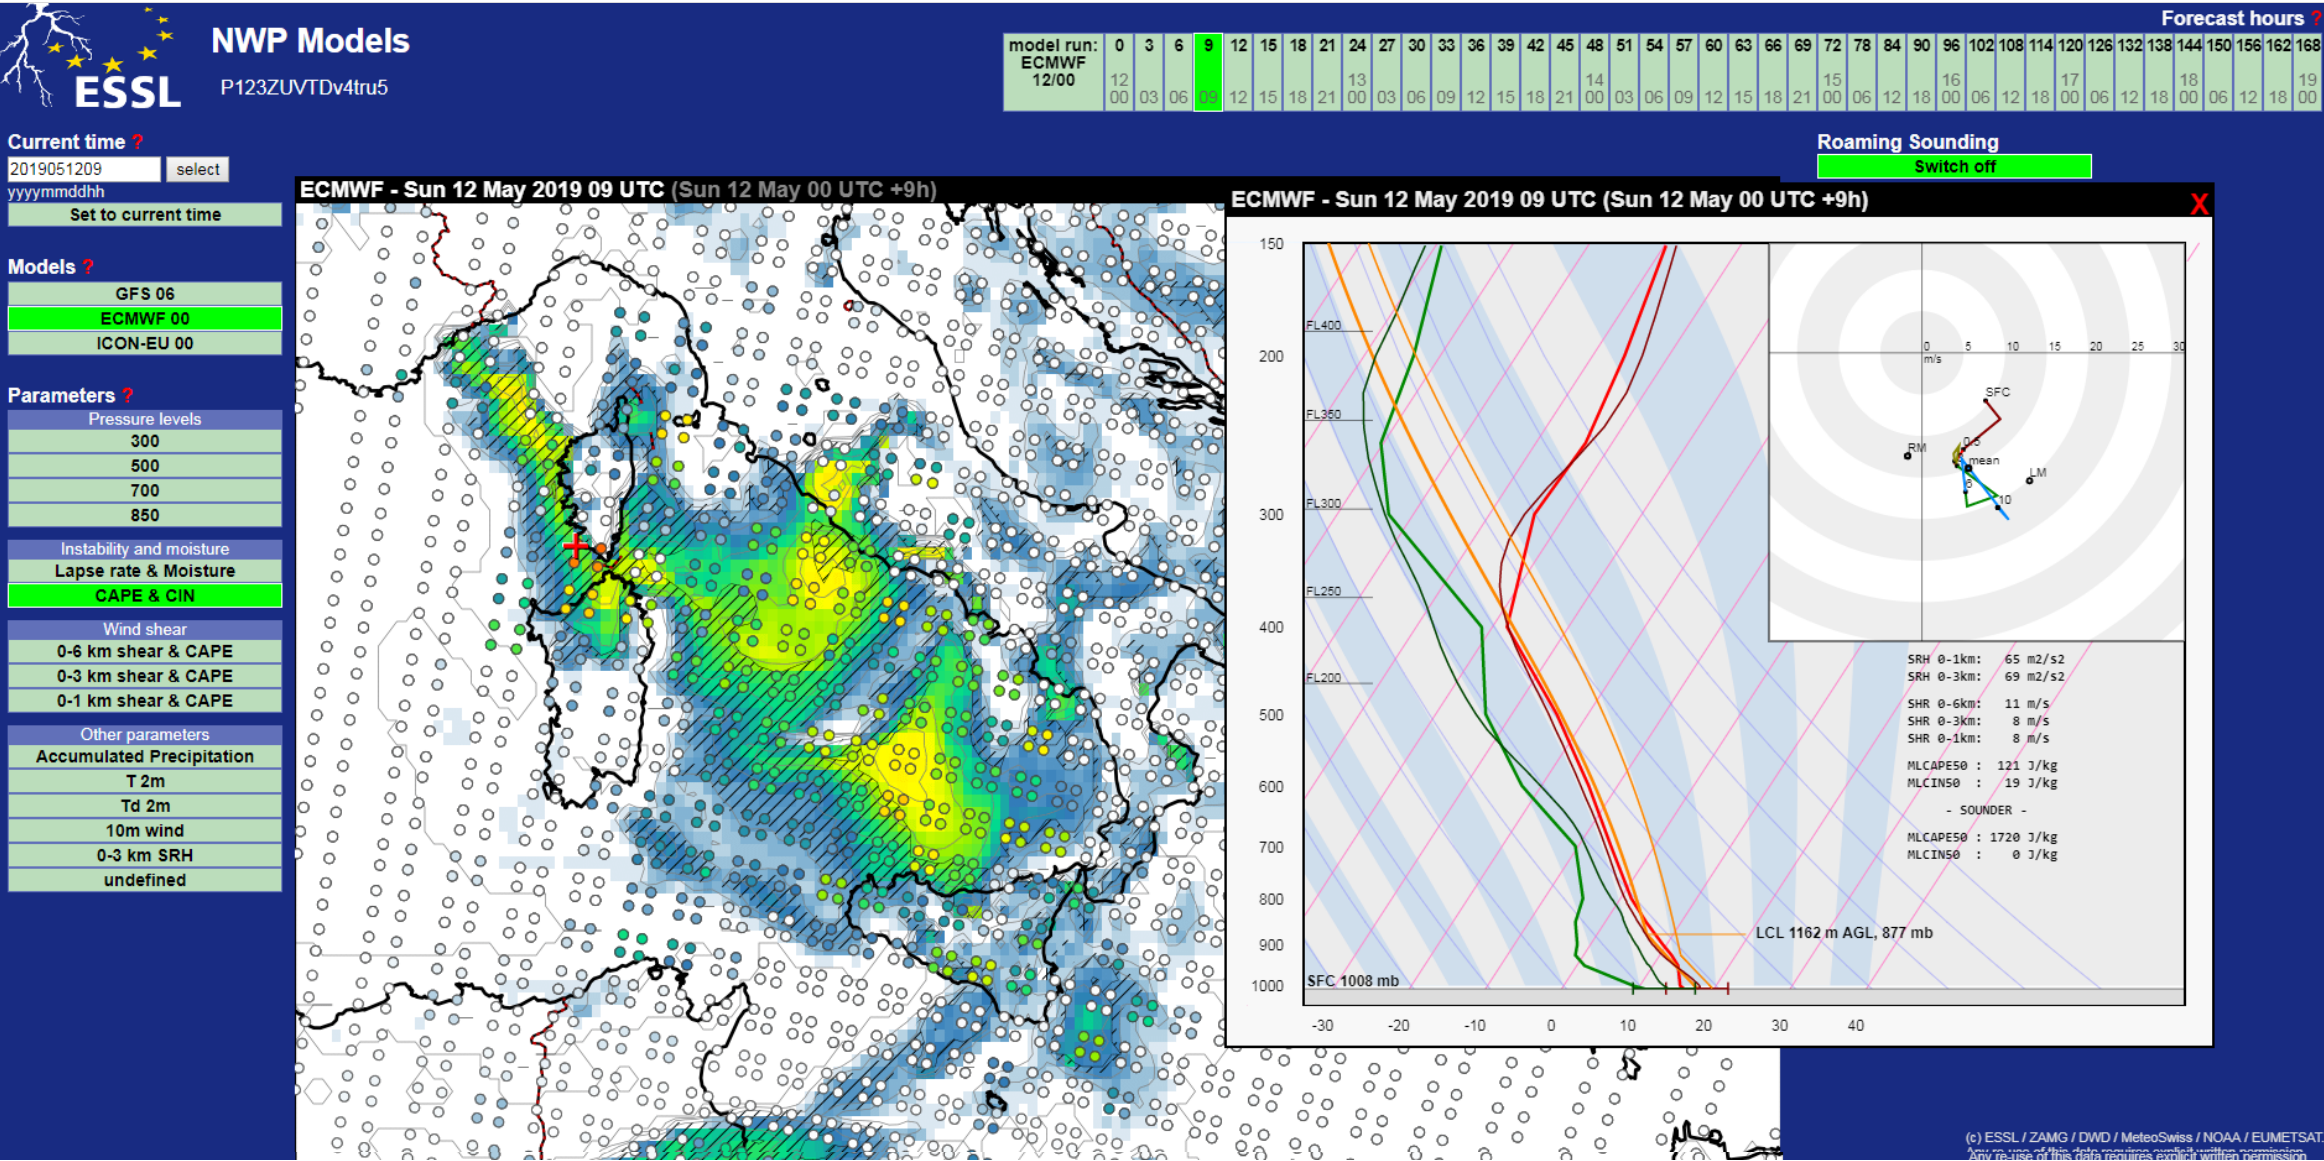 ESSL
NWP Models
P123ZUVTDv4tru5
Forecast hours ?
model run: ECMWF 12/00
0 3 6 9 12 15 18 21 24 27 30 33 36 39 42 45 48 51 54 57 60 63 66 69 72 78 84 90 96 102 108 114 120 126 132 138 144 150 156 162 168
12 13 14 15 16 17 18 19
00 03 06 09 12 15 18 21 00 03 06 09 12 15 18 21 00 03 06 09 12 15 18 21 00 06 12 18 00 06 12 18 00 06 12 18 00 06 12 18 00
Current time ?
2019051209 select
yyyymmddhh
Set to current time
Models ?
GFS 06
ECMWF 00
ICON-EU 00
Parameters ?
Pressure levels
300
500
700
850
Instability and moisture
Lapse rate & Moisture
CAPE & CIN
Wind shear
0-6 km shear & CAPE
0-3 km shear & CAPE
0-1 km shear & CAPE
Other parameters
Accumulated Precipitation
T 2m
Td 2m
10m wind
0-3 km SRH
undefined
Roaming Sounding
Switch off
ECMWF - Sun 12 May 2019 09 UTC (Sun 12 May 00 UTC +9h)
ECMWF - Sun 12 May 2019 09 UTC (Sun 12 May 00 UTC +9h) X
150
200
300
400
500
600
700
800
900
1000
FL400
FL350
FL300
FL250
FL200
SFC 1008 mb
-30 -20 -10 0 10 20 30 40
LCL 1162 m AGL, 877 mb
0 5 10 15 20 25 30
m/s
SFC
0.5
RM
mean
LM
6
10
SRH 0-1km: 65 m2/s2
SRH 0-3km: 69 m2/s2
SHR 0-6km: 11 m/s
SHR 0-3km: 8 m/s
SHR 0-1km: 8 m/s
MLCAPE50 : 121 J/kg
MLCIN50 : 19 J/kg
- SOUNDER -
MLCAPE50 : 1720 J/kg
MLCIN50 : 0 J/kg
(c) ESSL / ZAMG / DWD / MeteoSwiss / NOAA / EUMETSAT.
Any re-use of this data requires explicit written permission